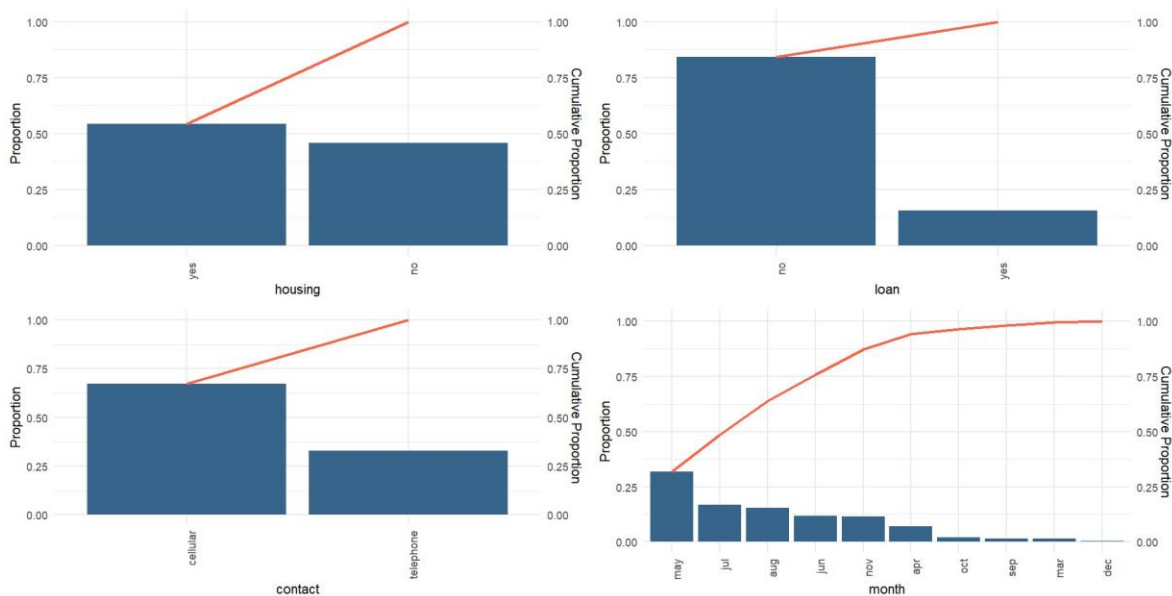 1.00
0.75
0.50
0.25
0.00
Proportion
1.00
0.75
0.50
0.25
0.00
Cumulative Proportion
yes
no
housing
1.00
0.75
0.50
0.25
0.00
Proportion
1.00
0.75
0.50
0.25
0.00
Cumulative Proportion
no
yes
loan
1.00
0.75
0.50
0.25
0.00
Proportion
1.00
0.75
0.50
0.25
0.00
Cumulative Proportion
cellular
telephone
contact
1.00
0.75
0.50
0.25
0.00
Proportion
1.00
0.75
0.50
0.25
0.00
Cumulative Proportion
may
jul
aug
jun
nov
apr
oct
sep
mar
dec
month